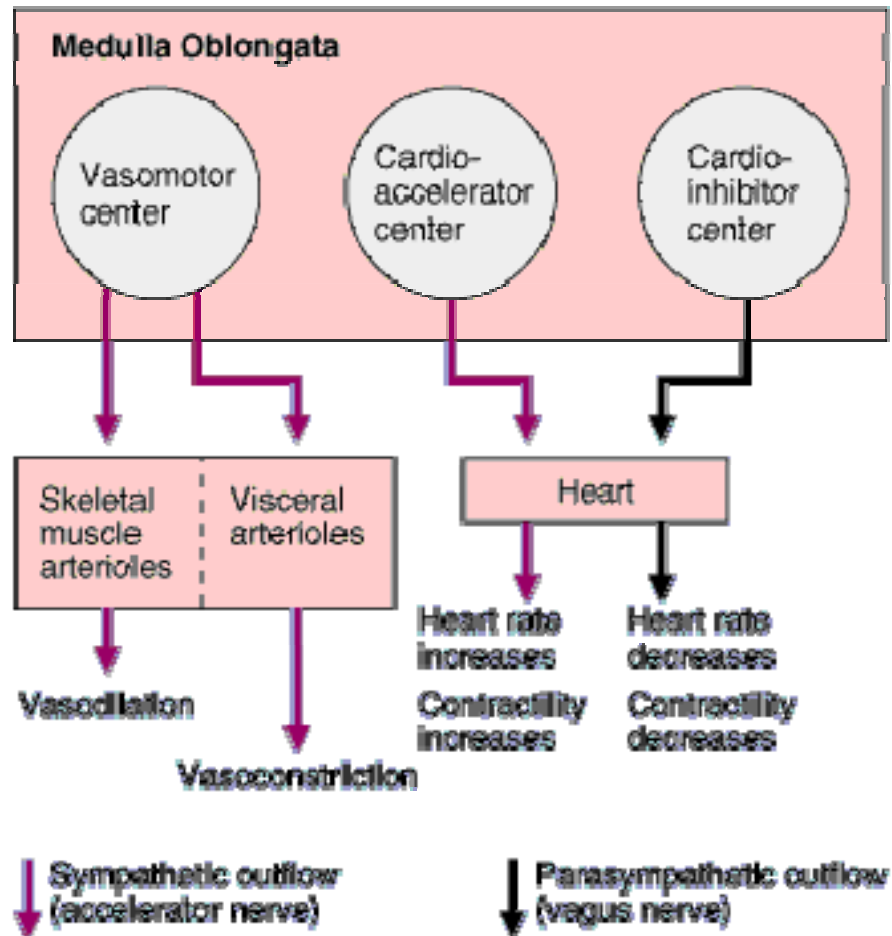 Medulla Oblongata
Vasomotor
center
Cardio-
accelerator
center
Cardio-
inhibitor
center
Skeletal
muscle
arterioles
Visceral
arterioles
Heart
Vasodilation
Vasoconstriction
Heart rate
increases
Contractility
increases
Heart rate
decreases
Contractility
decreases
Sympathetic outflow
(accelerator nerve)
Parasympathetic outflow
(vagus nerve)